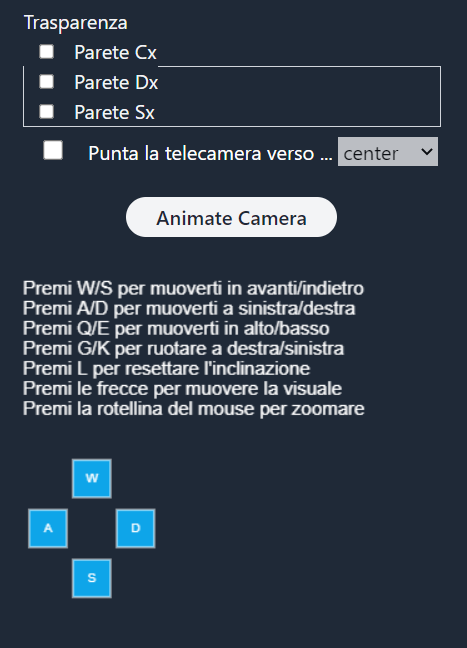 Trasparenza
Parete Cx
Parete Dx
Parete Sx
Punta la telecamera verso ... center
Animate Camera
Premi W/S per muoverti in avanti/indietro
Premi A/D per muoverti a sinistra/destra
Premi Q/E per muoverti in alto/basso
Premi G/K per ruotare a destra/sinistra
Premi L per resettare l'inclinazione
Premi le frecce per muovere la visuale
Premi la rotellina del mouse per zoomare
W
A D
S